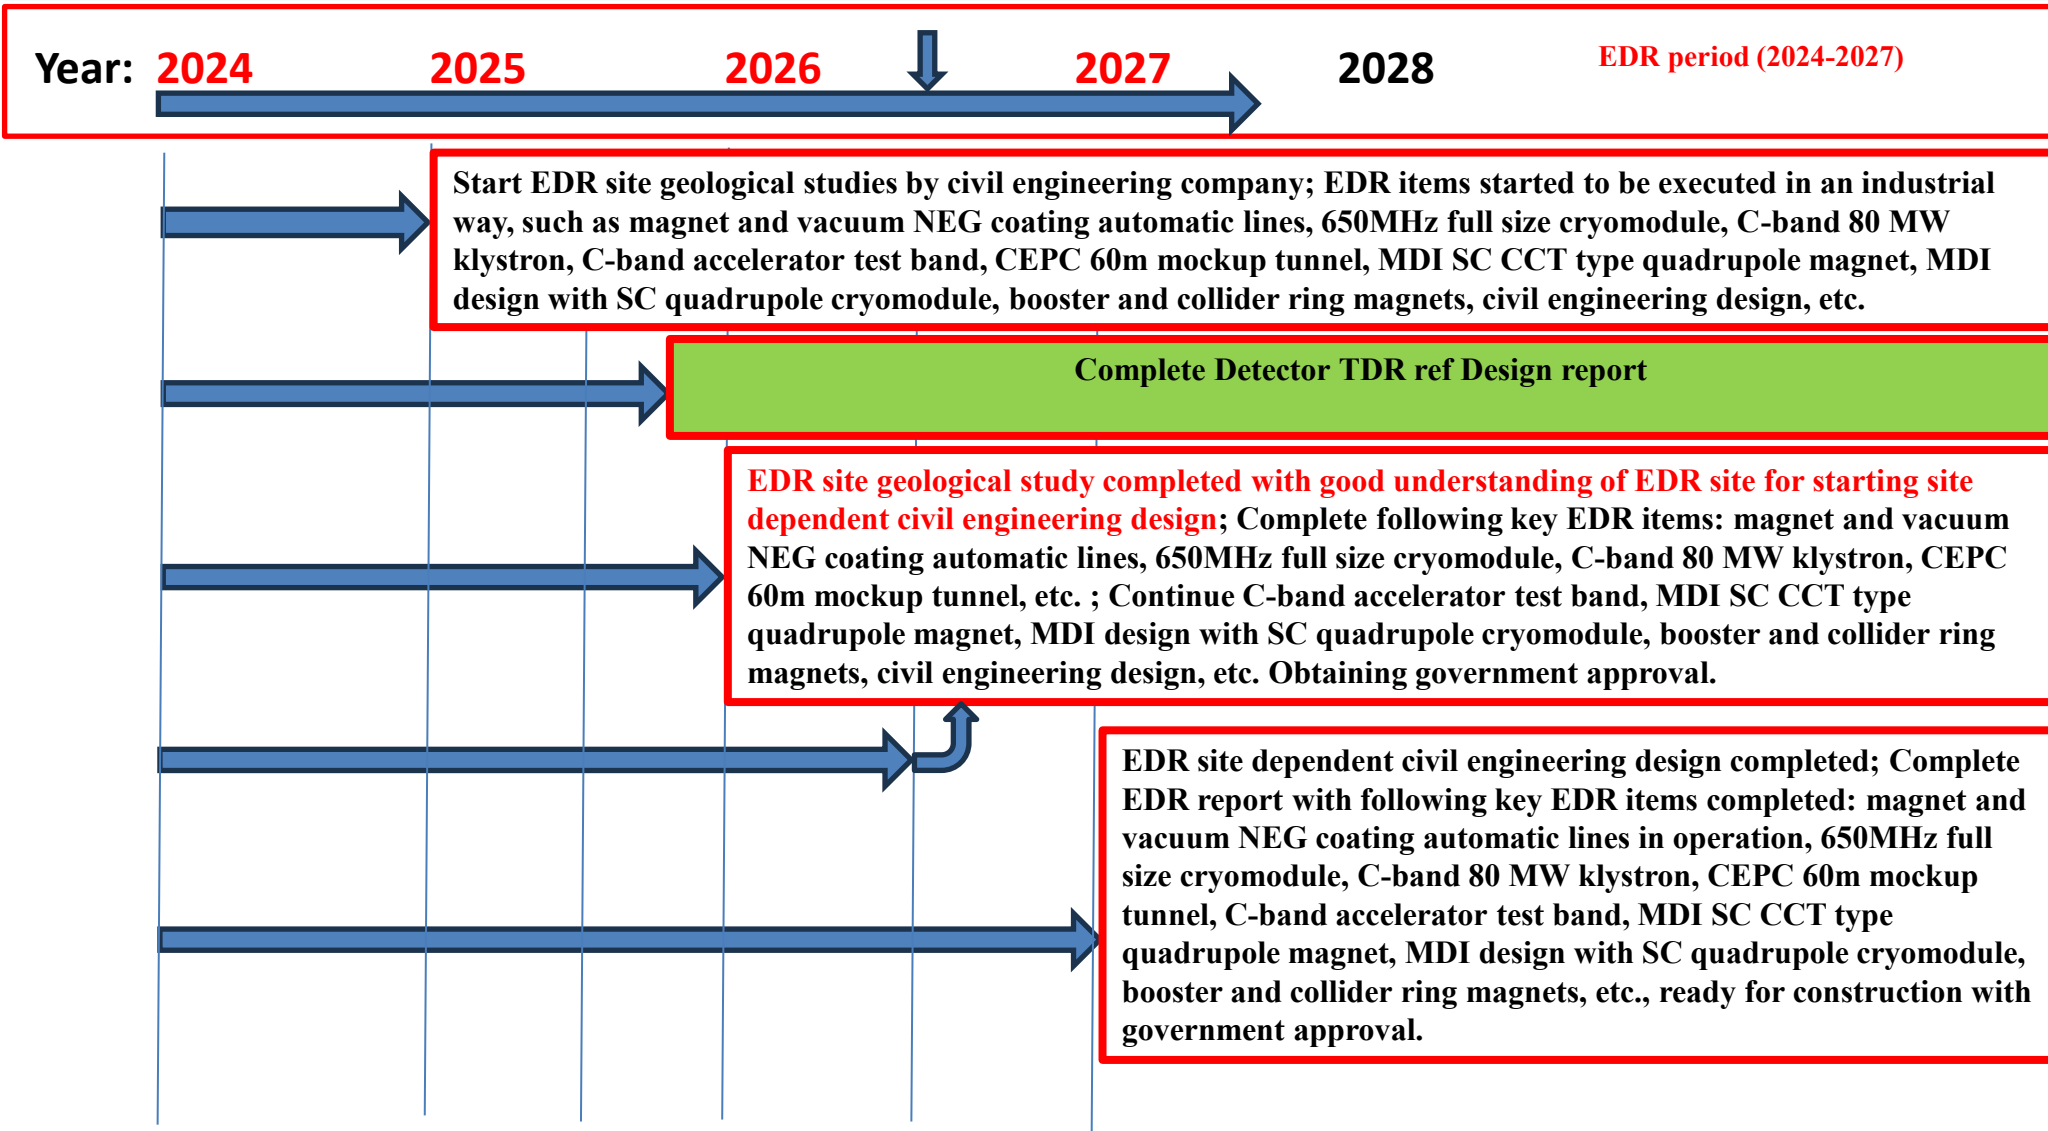 Year: 2024 2025 2026 2027 2028 EDR period (2024-2027)
Start EDR site geological studies by civil engineering company; EDR items started to be executed in an industrial
way, such as magnet and vacuum NEG coating automatic lines, 650MHz full size cryomodule, C-band 80 MW
klystron, C-band accelerator test band, CEPC 60m mockup tunnel, MDI SC CCT type quadrupole magnet, MDI
design with SC quadrupole cryomodule, booster and collider ring magnets, civil engineering design, etc.
Complete Detector TDR ref Design report
EDR site geological study completed with good understanding of EDR site for starting site
dependent civil engineering design; Complete following key EDR items: magnet and vacuum
NEG coating automatic lines, 650MHz full size cryomodule, C-band 80 MW klystron, CEPC
60m mockup tunnel, etc. ; Continue C-band accelerator test band, MDI SC CCT type
quadrupole magnet, MDI design with SC quadrupole cryomodule, booster and collider ring
magnets, civil engineering design, etc. Obtaining government approval.
EDR site dependent civil engineering design completed; Complete
EDR report with following key EDR items completed: magnet and
vacuum NEG coating automatic lines in operation, 650MHz full
size cryomodule, C-band 80 MW klystron, CEPC 60m mockup
tunnel, C-band accelerator test band, MDI SC CCT type
quadrupole magnet, MDI design with SC quadrupole cryomodule,
booster and collider ring magnets, etc., ready for construction with
government approval.